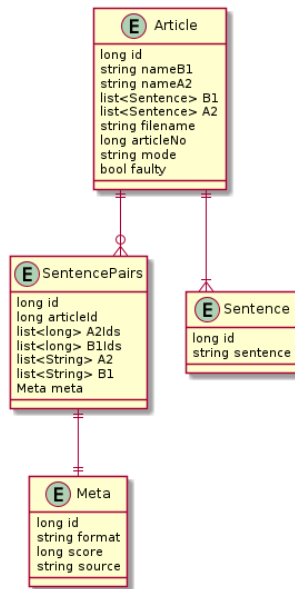 E Article
long id
string nameB1
string nameA2
list<Sentence> B1
list<Sentence> A2
string filename
long articleNo
string mode
bool faulty
E SentencePairs
long id
long articleId
list<long> A2Ids
list<long> B1Ids
list<String> A2
list<String> B1
Meta meta
E Sentence
long id
string sentence
E Meta
long id
string format
long score
string source